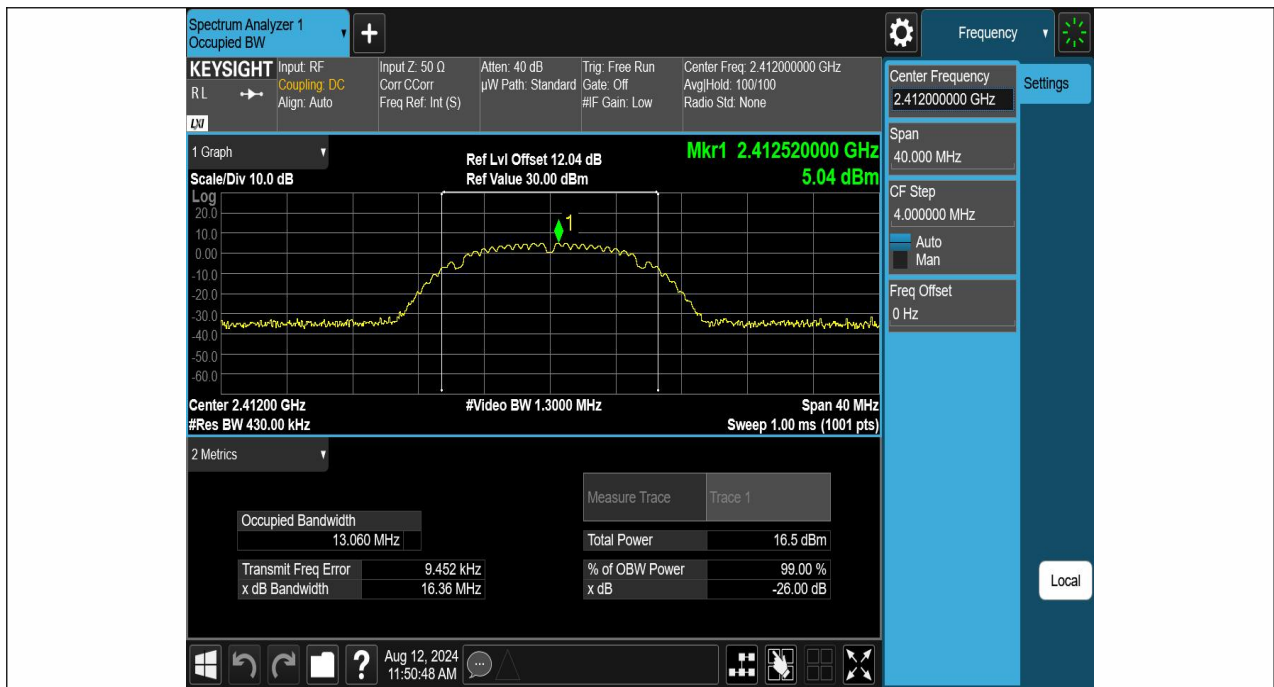 Spectrum Analyzer 1
Occupied BW
+
Frequency
KEYSIGHT
R L
LXI
Input: RF
Coupling: DC
Align: Auto
Input Z: 50 Ω
Corr CCorr
Freq Ref: Int (S)
Atten: 40 dB
µW Path: Standard
Trig: Free Run
Gate: Off
#IF Gain: Low
Center Freq: 2.412000000 GHz
Avg|Hold: 100/100
Radio Std: None
Center Frequency
2.412000000 GHz
Settings
Span
40.000 MHz
CF Step
4.000000 MHz
Auto
Man
Freq Offset
0 Hz
Local
1 Graph
Scale/Div 10.0 dB
Ref Lvl Offset 12.04 dB
Ref Value 30.00 dBm
Mkr1 2.412520000 GHz
5.04 dBm
Log
20.0
10.0
0.00
-10.0
-20.0
-30.0
-40.0
-50.0
-60.0
1
Center 2.41200 GHz
#Res BW 430.00 kHz
#Video BW 1.3000 MHz
Span 40 MHz
Sweep 1.00 ms (1001 pts)
2 Metrics
Measure Trace Trace 1
Occupied Bandwidth
13.060 MHz
Total Power 16.5 dBm
Transmit Freq Error 9.452 kHz
% of OBW Power 99.00 %
x dB Bandwidth 16.36 MHz
x dB -26.00 dB
?
Aug 12, 2024
11:50:48 AM